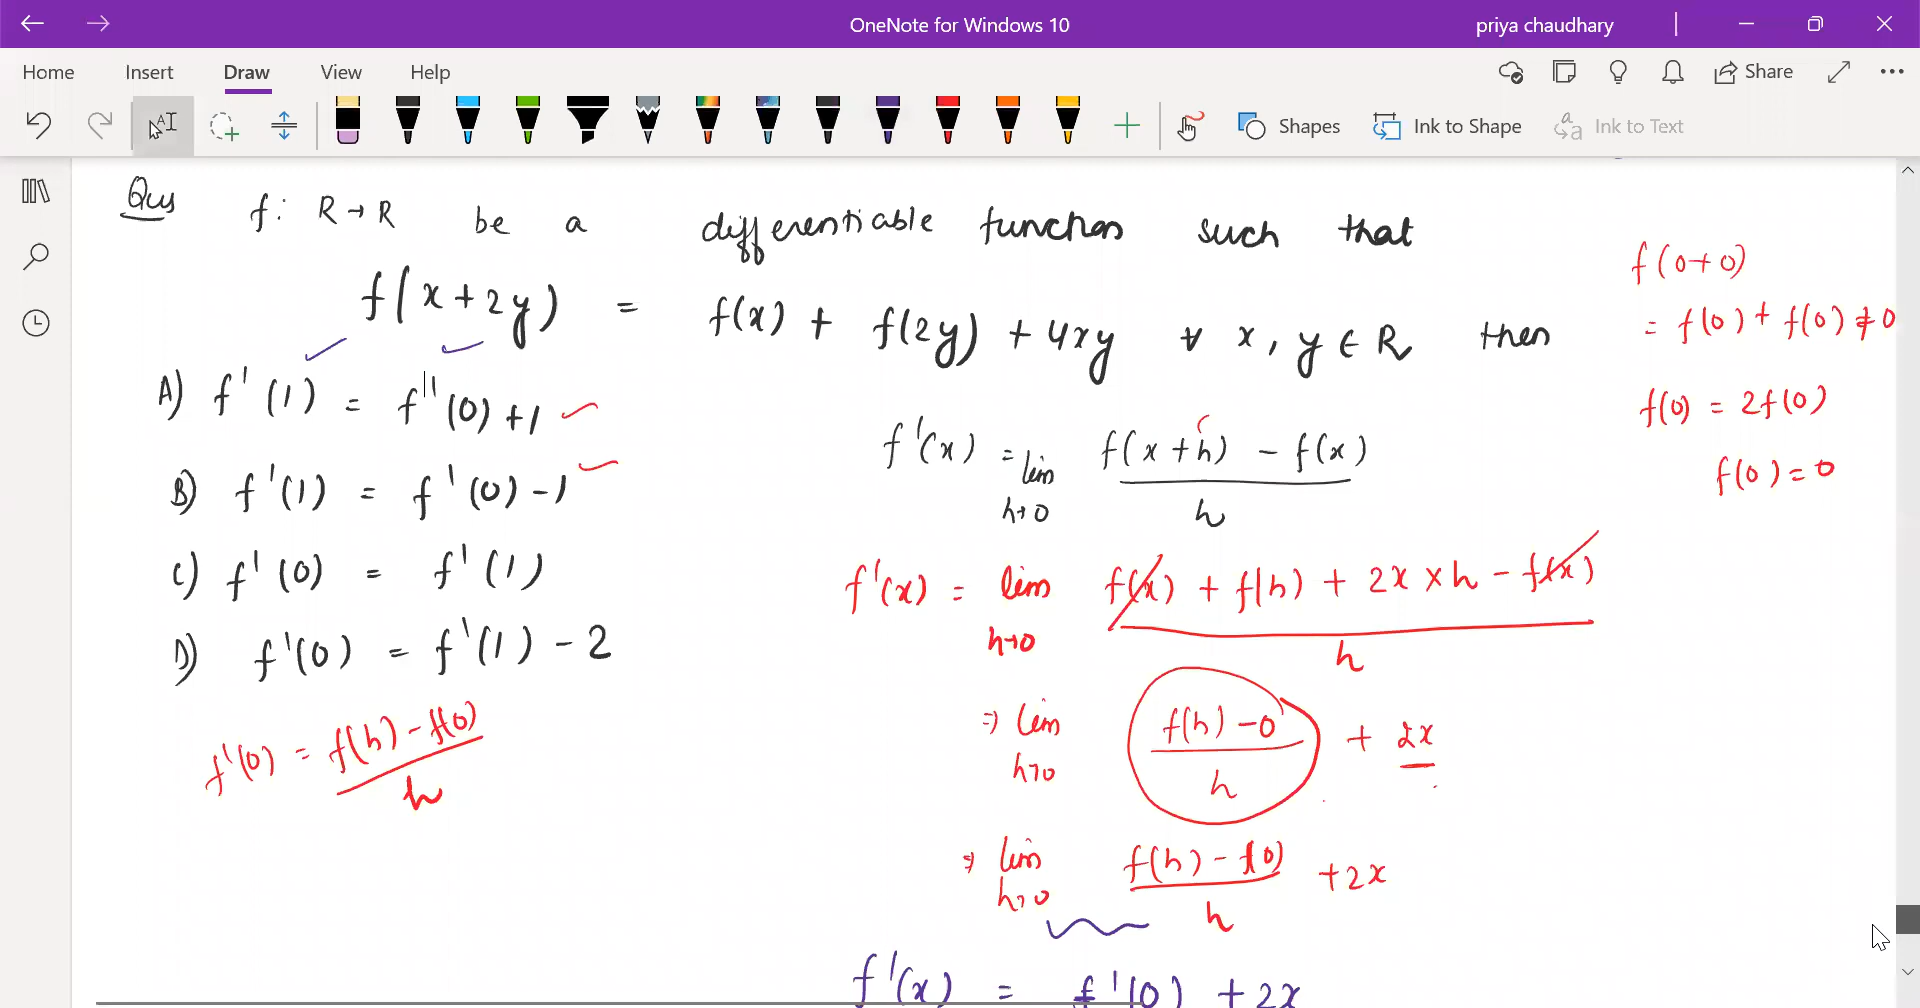 OneNote for Windows 10
priya chaudhary
Home Insert Draw View Help
Share
Shapes Ink to Shape Ink to Text
Qus f: R→R be a differentiable function such that
f(x+2y) = f(x) + f(2y) + 4xy ∀ x, y ∈ R then
A) f'(1) = f''(0)+1
B) f'(1) = f'(0)-1
C) f'(0) = f'(1)
D) f'(0) = f'(1) - 2
f'(0) = f(h)-f(0) / h
f'(x) = lim h→0 f(x+h) - f(x) / h
f'(x) = lim h→0 f(x) + f(h) + 2x×h - f(x) / h
⇒ lim h→0 f(h)-0 / h + 2x
⇒ lim h→0 f(h)-f(0) / h +2x
f'(x) = f'(0) + 2x
f(0+0)
= f(0)+f(0)+0
f(0) = 2f(0)
f(0)=0